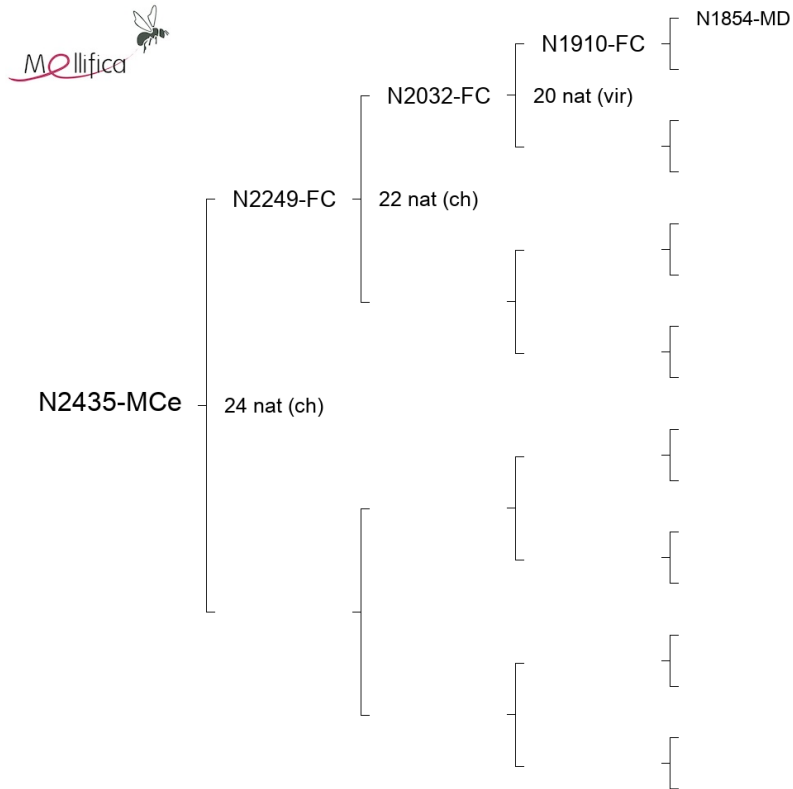 Mellifica
N1854-MD
N1910-FC
N2032-FC
20 nat (vir)
N2249-FC
22 nat (ch)
N2435-MCe
24 nat (ch)